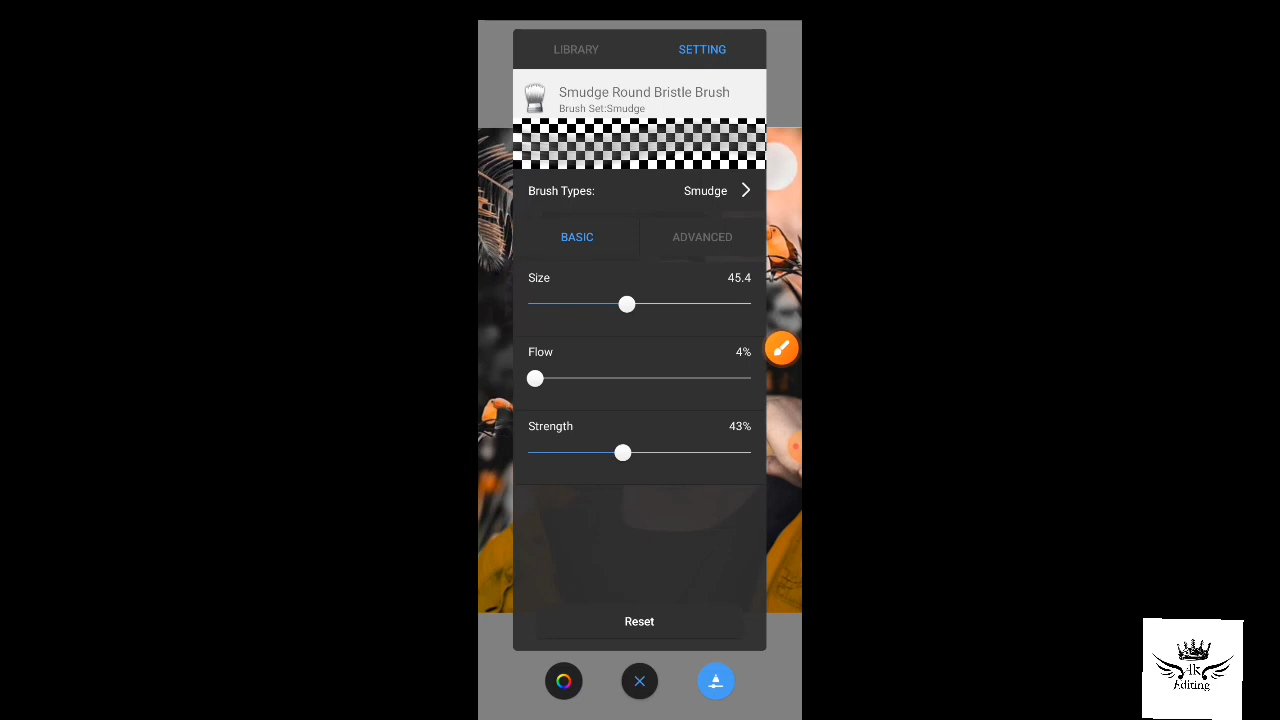 LIBRARY SETTING
Smudge Round Bristle Brush
Brush Set:Smudge
Brush Types: Smudge
BASIC ADVANCED
Size 45.4
Flow 4%
Strength 43%
Reset
Editing